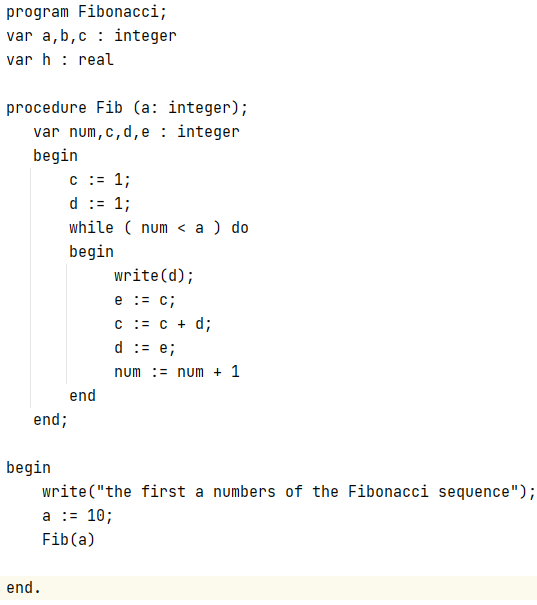 program Fibonacci;
var a,b,c : integer
var h : real
procedure Fib (a: integer);
var num,c,d,e : integer
begin
c := 1;
d := 1;
while ( num < a ) do
begin
write(d);
e := c;
c := c + d;
d := e;
num := num + 1
end
end;
begin
write("the first a numbers of the Fibonacci sequence");
a := 10;
Fib(a)
end.